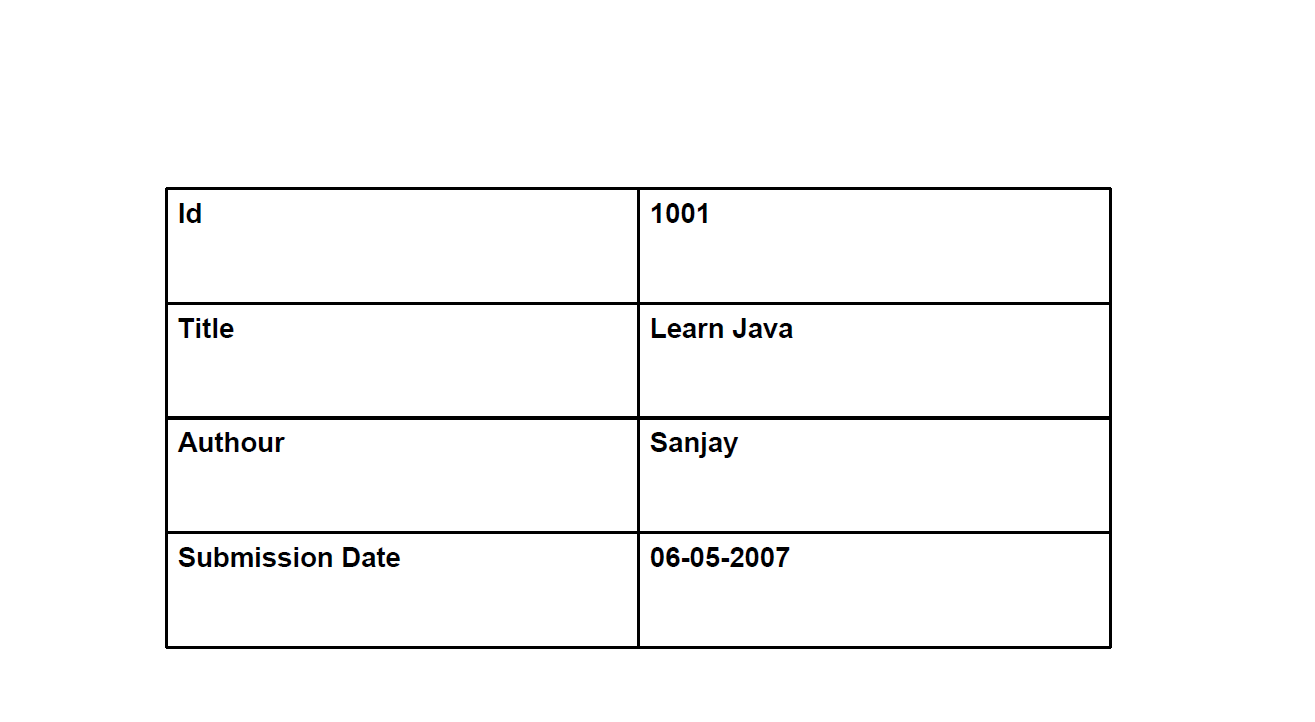 Id 1001
Title Learn Java
Authour Sanjay
Submission Date 06-05-2007